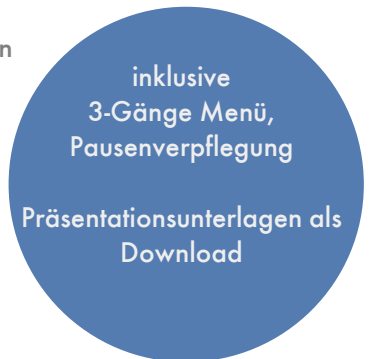 n
inklusive
3-Gänge Menü,
Pausenverpflegung
Präsentationsunterlagen als
Download